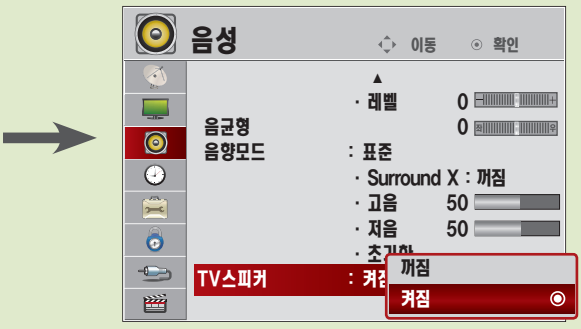 음성 이동 확인
▲
· 레벨 0 - +
음균형 0 좌 우
음향모드 : 표준
· Surround X : 꺼짐
· 고음 50
· 저음 50
· 초기화
TV스피커 : 켜짐
꺼짐
켜짐